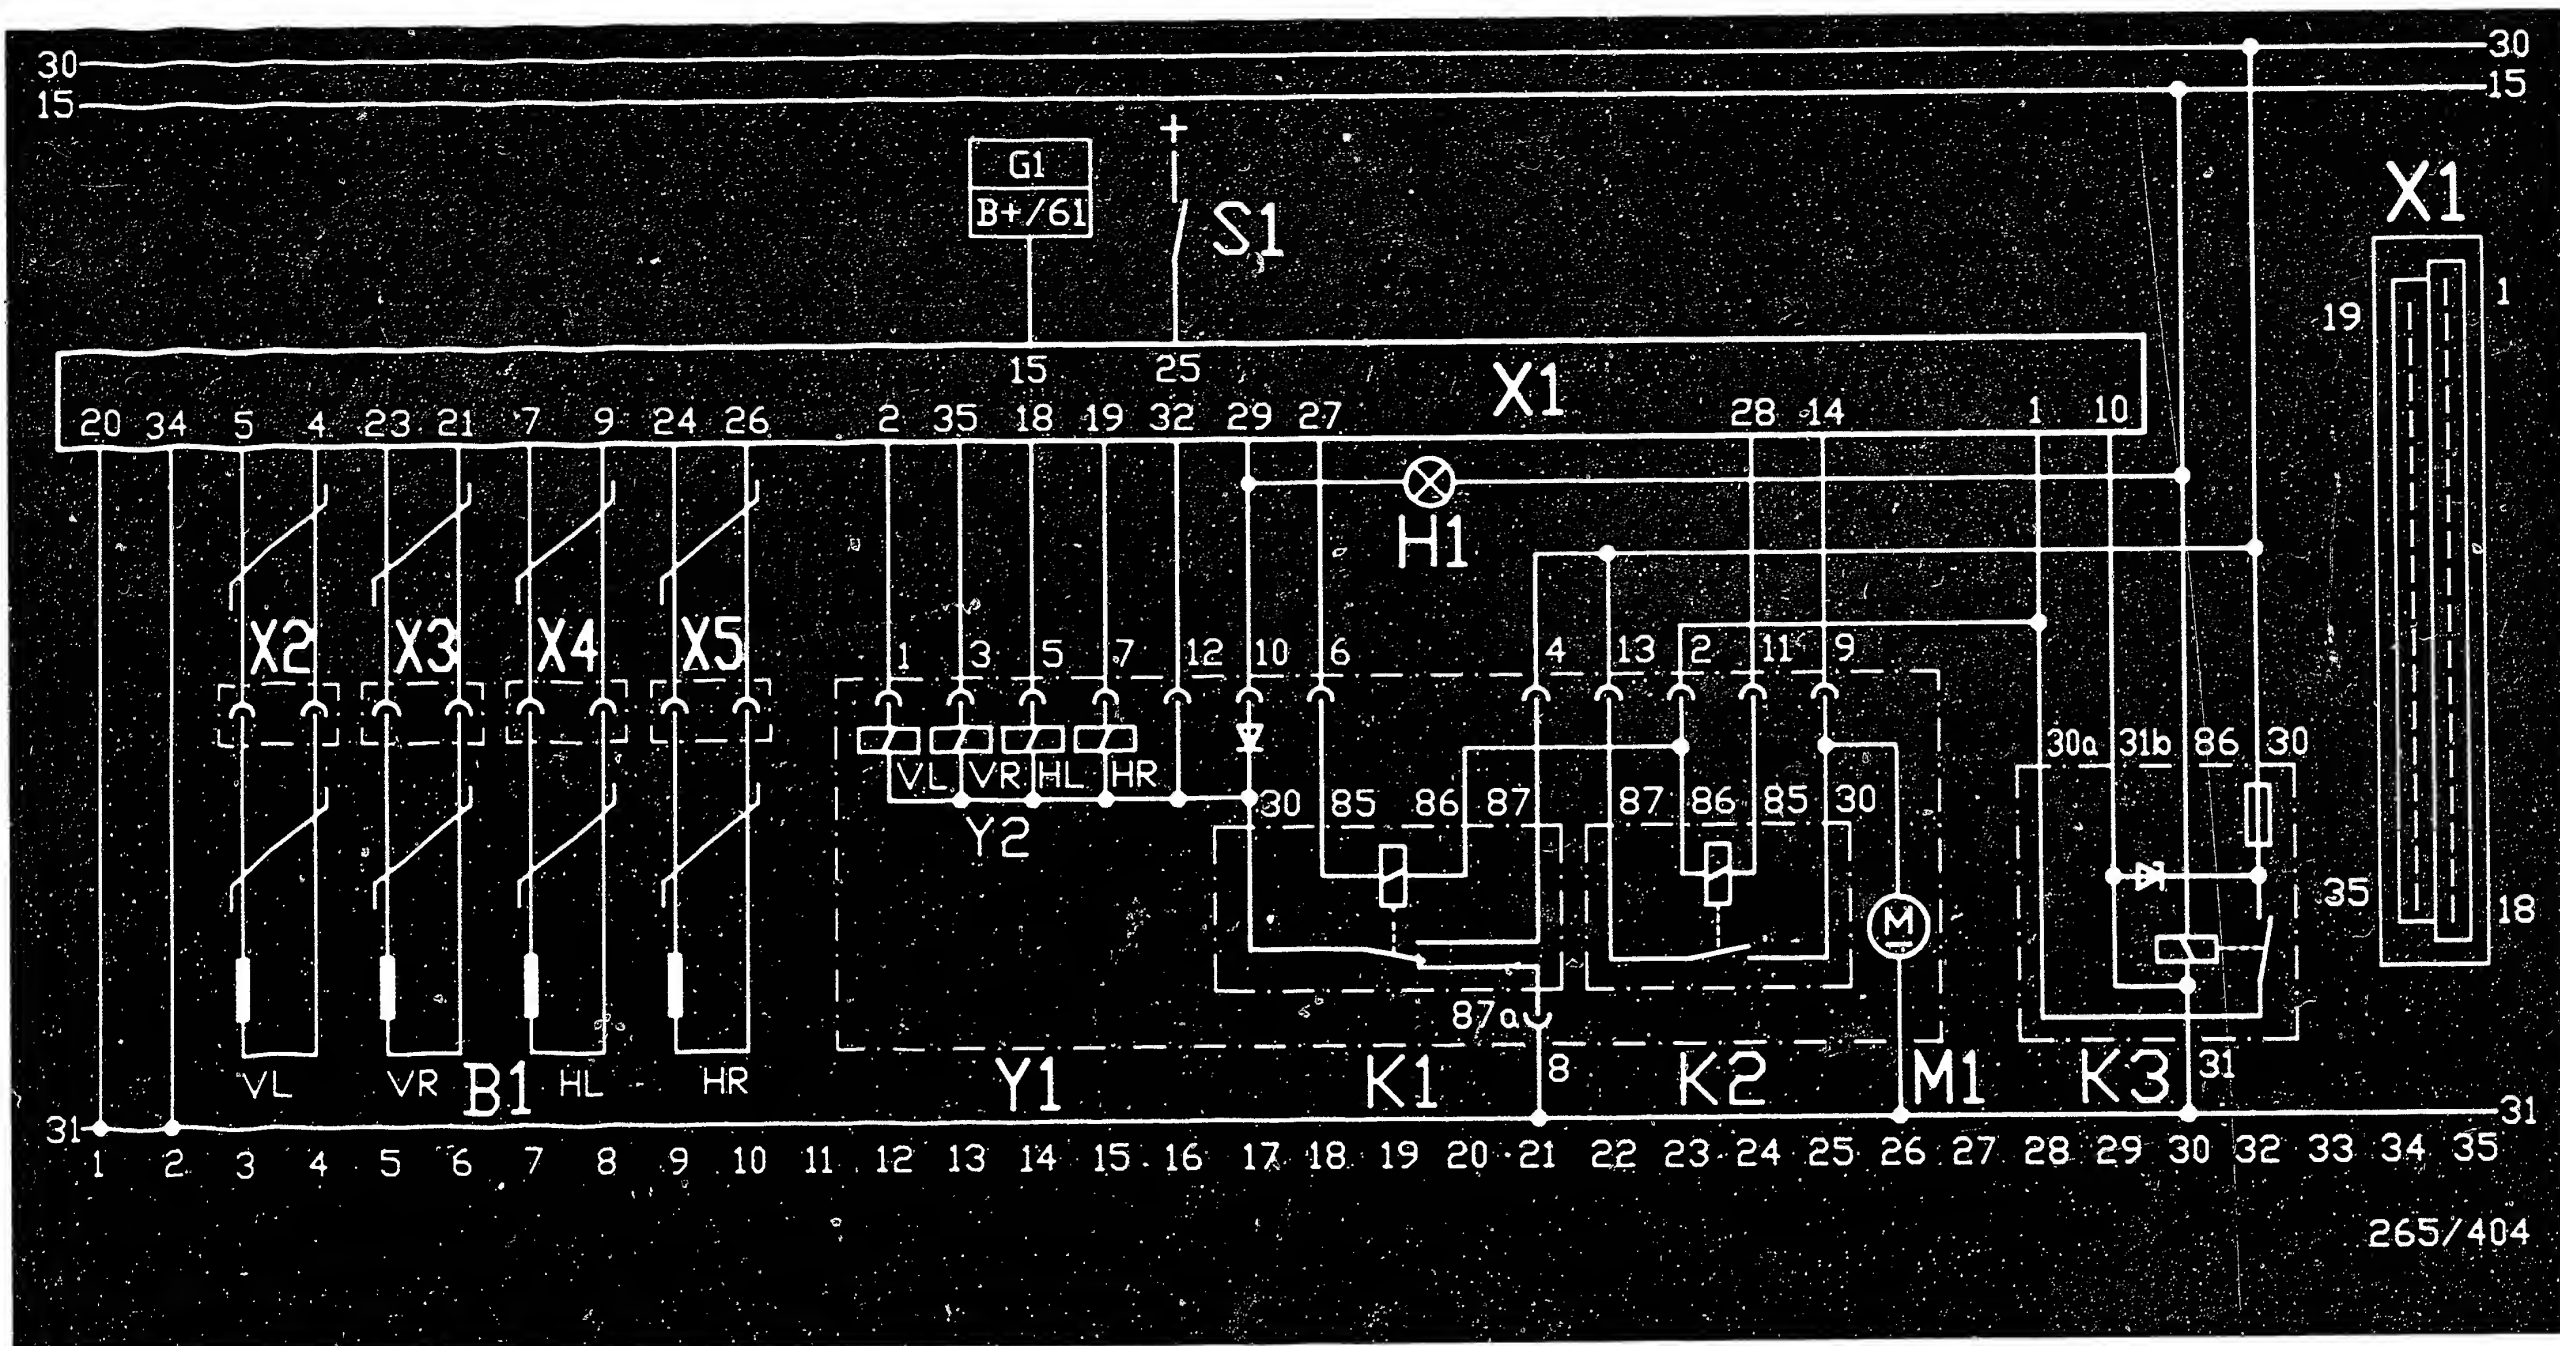 30 30
15 15
+
G1
B+/61
S1
X1
19 1
15 25
X1
20 34 5 4 23 21 7 9 24 26 2 35 18 19 32 29 27 28 14 1 10
H1
X2 X3 X4 X5
1 3 5 7 12 10 6 4 13 2 11 9
30a 31b 86 30
VL VR HL HR
30 85 86 87 87 86 85 30
Y2
35 18
M
87a
VL VR B1 HL HR
Y1 K1 8 K2 M1 K3 31
31 31
1 2 3 4 5 6 7 8 9 10 11 12 13 14 15 16 17 18 19 20 21 22 23 24 25 26 27 28 29 30 32 33 34 35
265/404